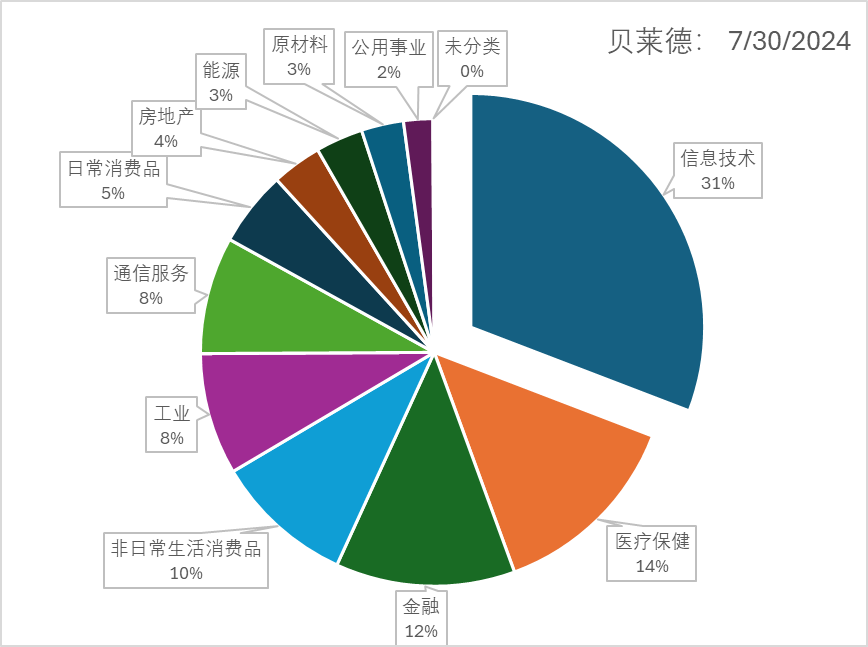 贝莱德： 7/30/2024
信息技术
31%
医疗保健
14%
金融
12%
非日常生活消费品
10%
工业
8%
通信服务
8%
日常消费品
5%
房地产
4%
能源
3%
原材料
3%
公用事业
2%
未分类
0%